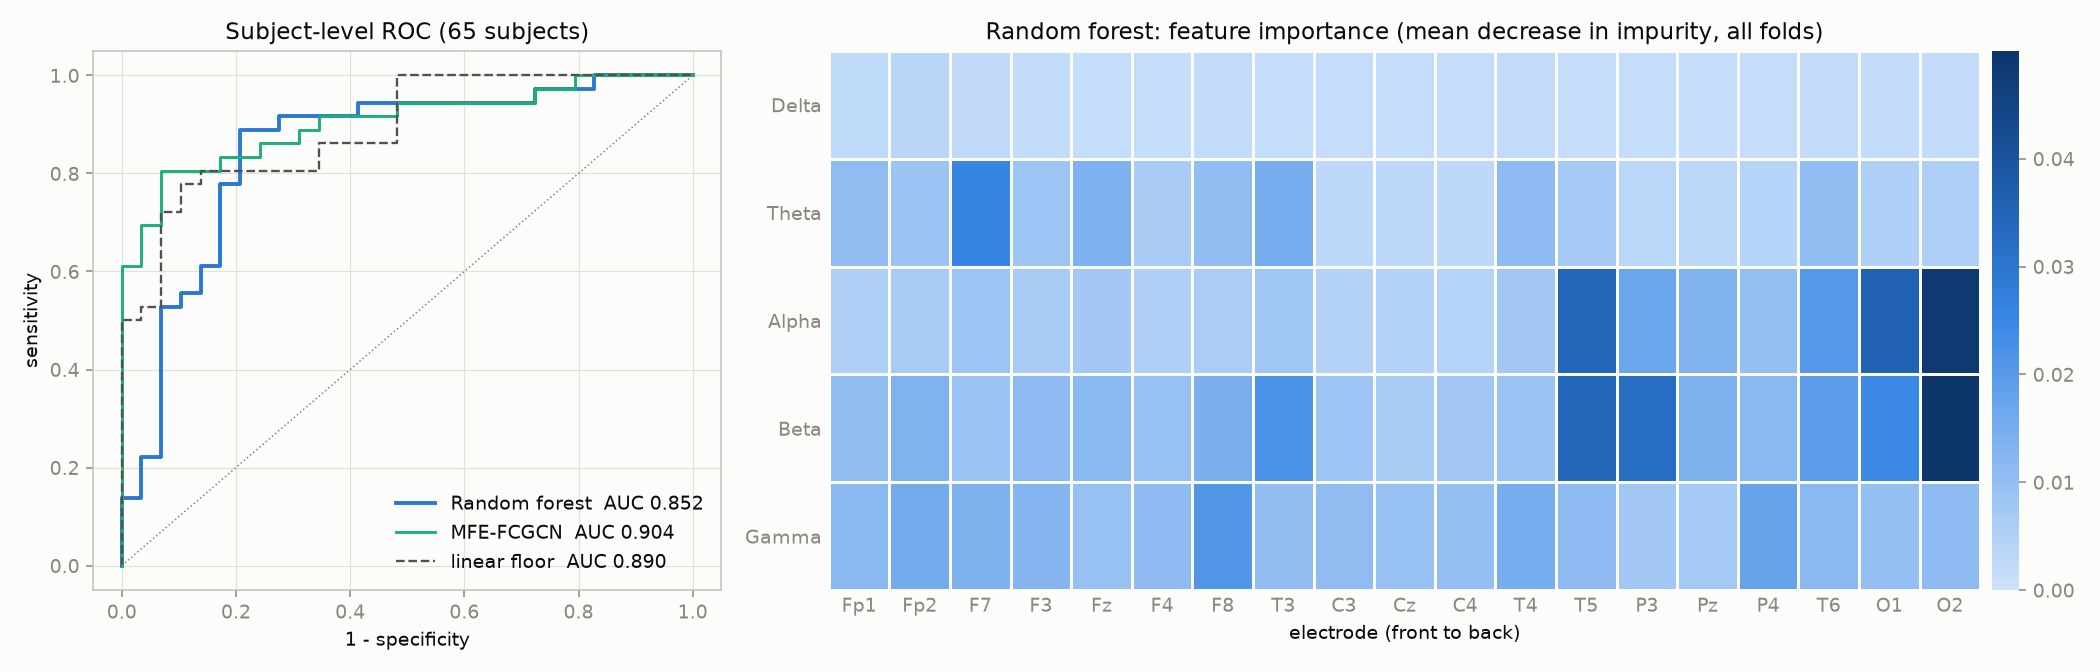 Subject-level ROC (65 subjects)
1.0
0.8
0.6
0.4
0.2
0.0
sensitivity
Random forest AUC 0.852
MFE-FCGCN AUC 0.904
linear floor AUC 0.890
0.0 0.2 0.4 0.6 0.8 1.0
1 - specificity
Random forest: feature importance (mean decrease in impurity, all folds)
Delta
Theta
Alpha
Beta
Gamma
Fp1 Fp2 F7 F3 Fz F4 F8 T3 C3 Cz C4 T4 T5 P3 Pz P4 T6 O1 O2
electrode (front to back)
0.04
0.03
0.02
0.01
0.00